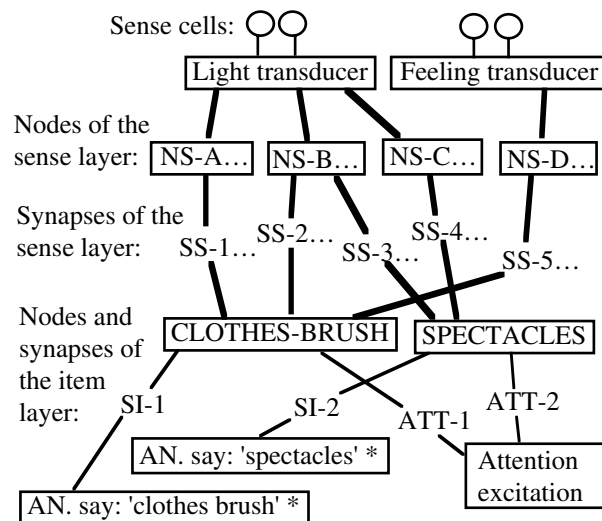 Sense cells:
Light transducer
Feeling transducer
Nodes of the
sense layer:
NS-A…
NS-B…
NS-C…
NS-D…
Synapses of the
sense layer:
SS-1…
SS-2…
SS-3…
SS-4…
SS-5…
Nodes and
synapses of
the item
layer:
CLOTHES-BRUSH
SPECTACLES
SI-1
SI-2
ATT-1
ATT-2
AN. say: 'spectacles' *
Attention
excitation
AN. say: 'clothes brush' *